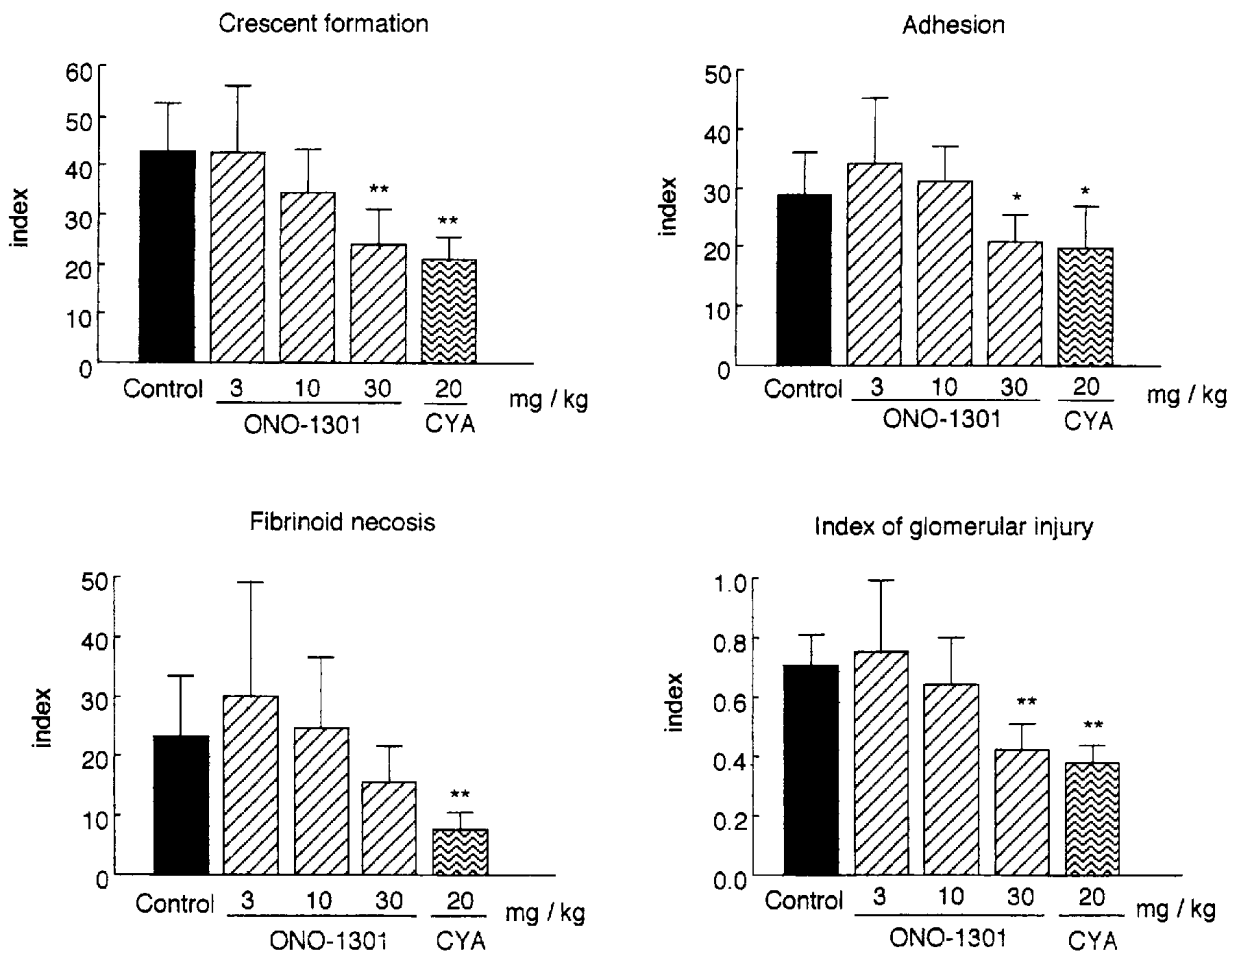 Crescent formation
60
50
40
30
20
10
0
index
**
**
Control 3 10 30 20 mg / kg
ONO-1301 CYA
Adhesion
50
40
30
20
10
0
index
*
*
Control 3 10 30 20 mg / kg
ONO-1301 CYA
Fibrinoid necosis
50
40
30
20
10
0
index
**
Control 3 10 30 20 mg / kg
ONO-1301 CYA
Index of glomerular injury
1.0
0.8
0.6
0.4
0.2
0.0
index
**
**
Control 3 10 30 20 mg / kg
ONO-1301 CYA